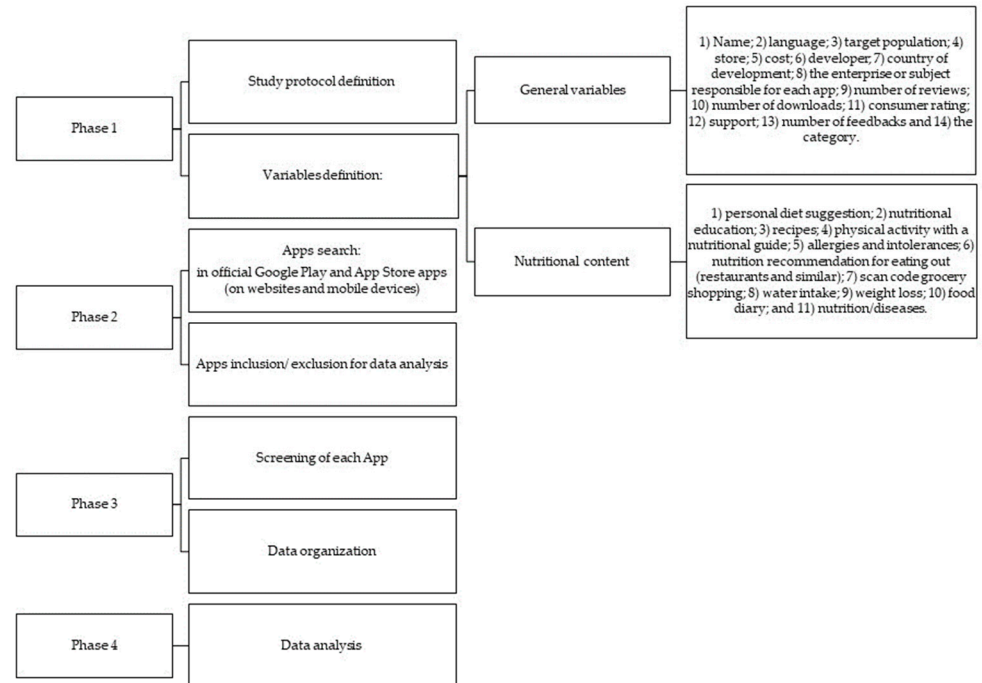 Phase 1
Study protocol definition
Variables definition:
General variables
1) Name; 2) language; 3) target population; 4)
store; 5) cost; 6) developer; 7) country of
development; 8) the enterprise or subject
responsible for each app; 9) number of reviews;
10) number of downloads; 11) consumer rating;
12) support; 13) number of feedbacks and 14) the
category.
Nutritional content
1) personal diet suggestion; 2) nutritional
education; 3) recipes; 4) physical activity with a
nutritional guide; 5) allergies and intolerances; 6)
nutrition recommendation for eating out
(restaurants and similar); 7) scan code grocery
shopping; 8) water intake; 9) weight loss; 10) food
diary; and 11) nutrition/diseases.
Phase 2
Apps search:
in official Google Play and App Store apps
(on websites and mobile devices)
Apps inclusion/ exclusion for data analysis
Phase 3
Screening of each App
Data organization
Phase 4
Data analysis